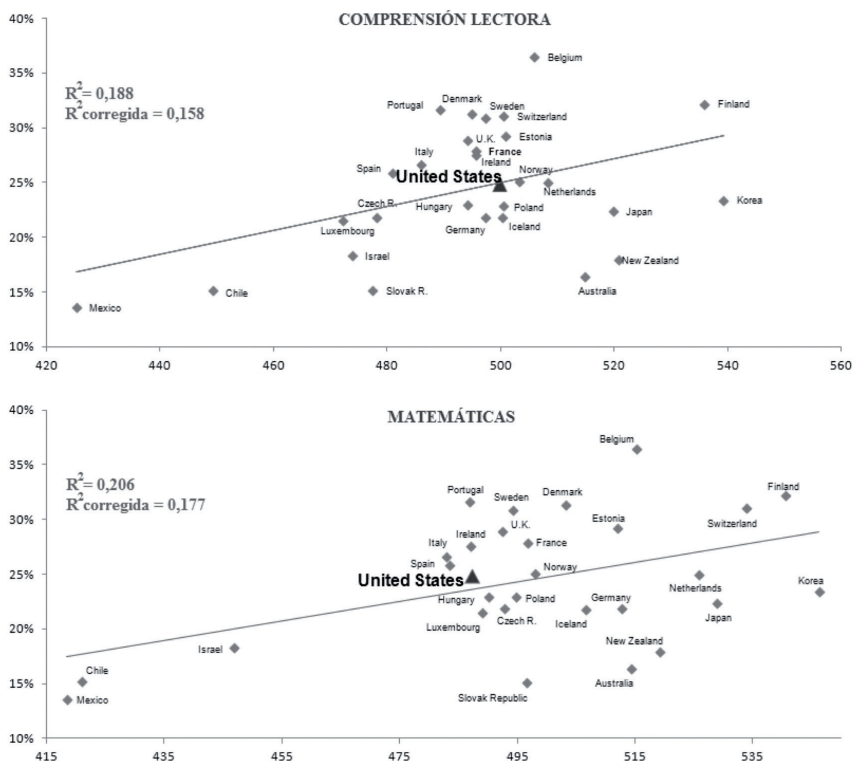 COMPRENSIÓN LECTORA
40%
Belgium
35%
R²= 0,188
R²corregida = 0,158
Portugal
Denmark
Sweden
Switzerland
Finland
30%
U.K.
Estonia
France
Italy
Ireland
Spain
United States
Norway
25%
Netherlands
Czech R.
Hungary
Poland
Japan
Korea
Luxembourg
Germany
Iceland
20%
Israel
New Zealand
Australia
15%
Chile
Slovak R.
Mexico
10%
420 440 460 480 500 520 540 560
MATEMÁTICAS
40%
Belgium
35%
R²=0,206
R²corregida = 0,177
Portugal
Sweden
Denmark
Finland
Switzerland
30%
U.K.
Estonia
Ireland
Italy
France
Spain
United States
Norway
25%
Netherlands
Korea
Hungary
Poland
Germany
Luxembourg
Czech R.
Iceland
Japan
20%
Israel
New Zealand
Chile
Australia
15%
Slovak Republic
Mexico
10%
415 435 455 475 495 515 535